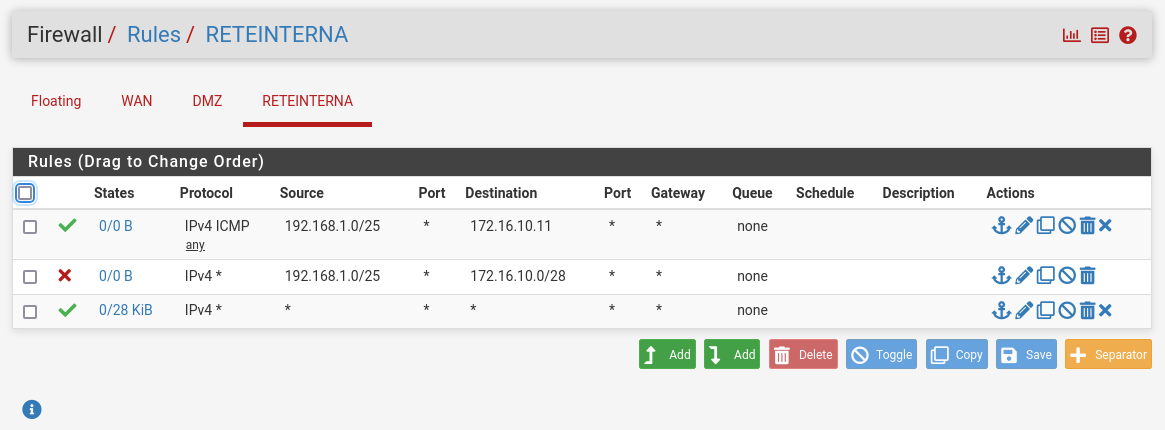 Firewall / Rules / RETEINTERNA
Floating WAN DMZ RETEINTERNA
Rules (Drag to Change Order)
States Protocol Source Port Destination Port Gateway Queue Schedule Description Actions
0/0 B IPv4 ICMP 192.168.1.0/25 * 172.16.10.11 * * none
any
0/0 B IPv4 * 192.168.1.0/25 * 172.16.10.0/28 * * none
0/28 KiB IPv4 * * * * * * none
Add Add Delete Toggle Copy Save Separator